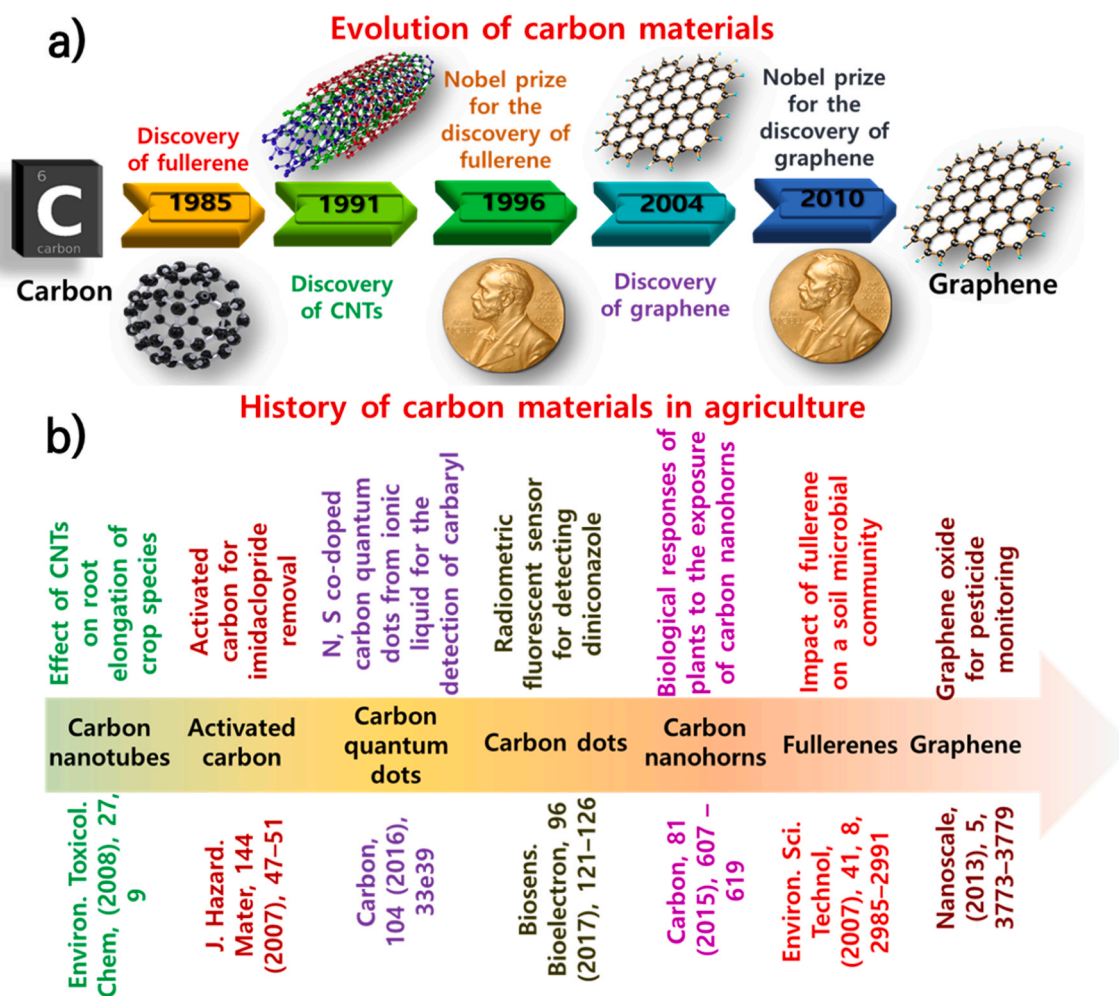 a)
Evolution of carbon materials
Discovery
of fullerene
Nobel prize
for the
discovery of
fullerene
Nobel prize
for the
discovery of
graphene
6
C
carbon
Carbon
1985
1991
1996
2004
2010
Discovery
of CNTs
Discovery
of graphene
Graphene
b)
History of carbon materials in agriculture
Effect of CNTs
on root
elongation of
crop species
Activated
carbon for
imidaclopride
removal
N, S co-doped
carbon quantum
dots from ionic
liquid for the
detection of carbaryl
Radiometric
fluorescent sensor
for detecting
diniconazole
Biological responses of
plants to the exposure
of carbon nanohorns
Impact of fullerene
on a soil microbial
community
Graphene oxide
for pesticide
monitoring
Carbon
nanotubes
Activated
carbon
Carbon
quantum
dots
Carbon dots
Carbon
nanohorns
Fullerenes
Graphene
Environ. Toxicol.
Chem, (2008), 27,
9
J. Hazard.
Mater, 144
(2007), 47–51
Carbon,
104 (2016),
33e39
Biosens.
Bioelectron, 96
(2017), 121–126
Carbon, 81
(2015), 607 –
619
Environ. Sci.
Technol,
(2007), 41, 8,
2985–2991
Nanoscale,
(2013), 5,
3773–3779